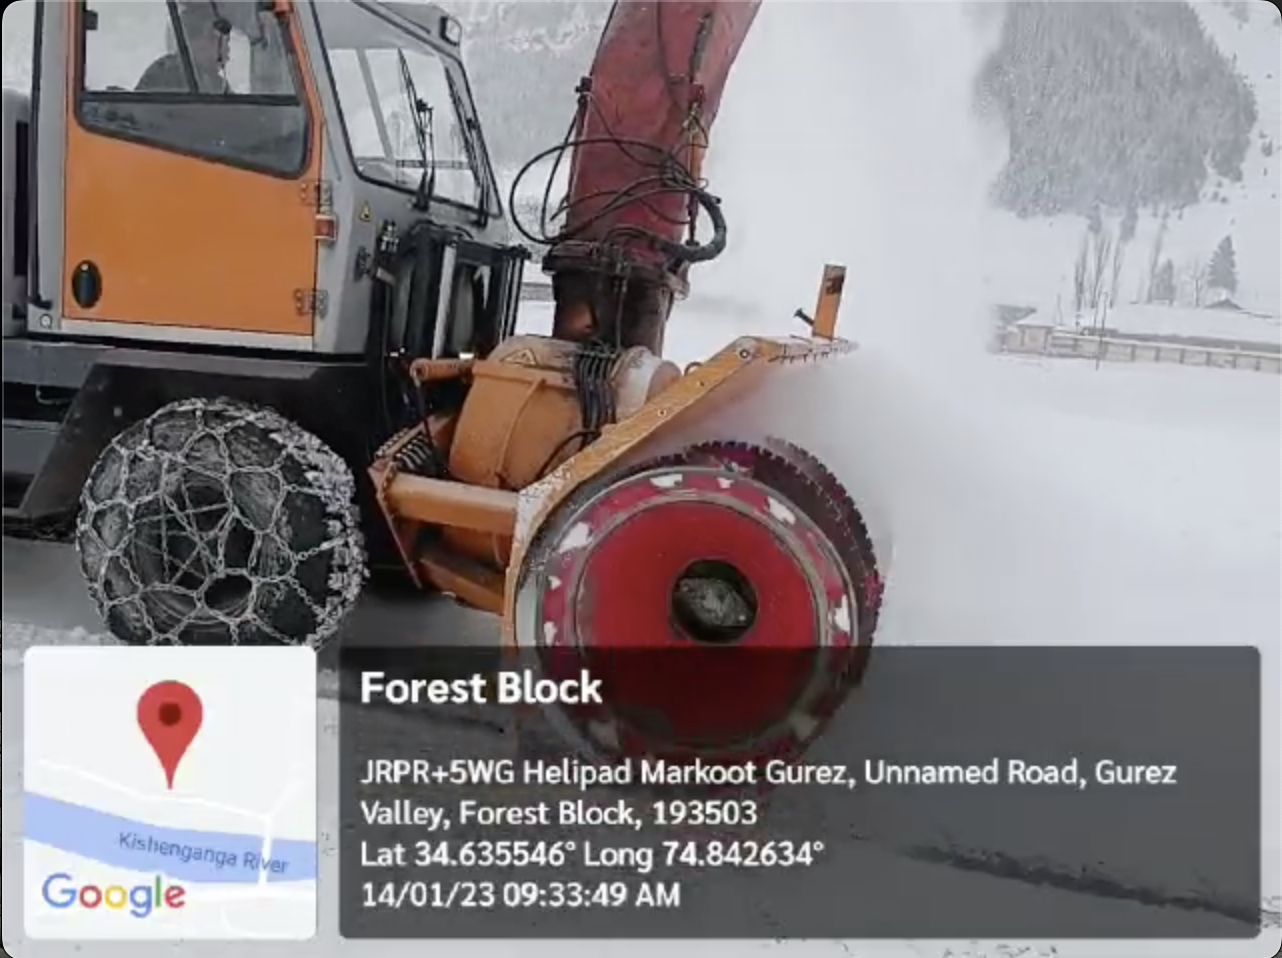 Forest Block
JRPR+5WG Helipad Markoot Gurez, Unnamed Road, Gurez
Valley, Forest Block, 193503
Lat 34.635546° Long 74.842634°
14/01/23 09:33:49 AM
Kishenganga River
Google